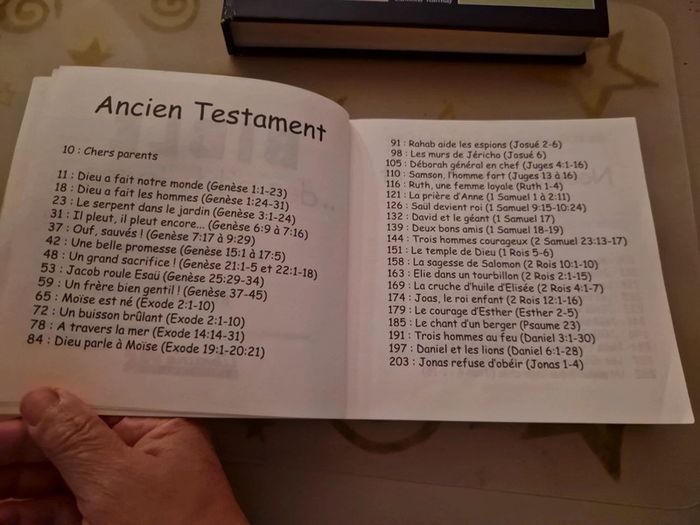 Ancien Testament
10 : Chers parents
11 : Dieu a fait notre monde (Genèse 1:1-23)
18 : Dieu a fait les hommes (Genèse 1:24-31)
23 : Le serpent dans le jardin (Genèse 3:1-24)
31 : Il pleut, il pleut encore... (Genèse 6:9 à 7:16)
37 : Ouf, sauvés ! (Genèse 7:17 à 9:29)
42 : Une belle promesse (Genèse 15:1 à 17:5)
48 : Un grand sacrifice ! (Genèse 21:1-5 et 22:1-18)
53 : Jacob roule Esaü (Genèse 25:29-34)
59 : Un frère bien gentil ! (Genèse 37-45)
65 : Moïse est né (Exode 2:1-10)
72 : Un buisson brûlant (Exode 2:1-10)
78 : A travers la mer (Exode 14:14-31)
84 : Dieu parle à Moïse (Exode 19:1-20:21)
91 : Rahab aide les espions (Josué 2-6)
98 : Les murs de Jéricho (Josué 6)
105 : Déborah général en chef (Juges 4:1-16)
110 : Samson, l'homme fort (Juges 13 à 16)
116 : Ruth, une femme loyale (Ruth 1-4)
121 : La prière d'Anne (1 Samuel 1 à 2:11)
126 : Saül devient roi (1 Samuel 9:15-10:24)
132 : David et le géant (1 Samuel 17)
139 : Deux bons amis (1 Samuel 18-19)
144 : Trois hommes courageux (2 Samuel 23:13-17)
151 : Le temple de Dieu (1 Rois 5-6)
158 : La sagesse de Salomon (2 Rois 10:1-10)
163 : Elie dans un tourbillon (2 Rois 2:1-15)
169 : La cruche d'huile d'Elisée (2 Rois 4:1-7)
174 : Joas, le roi enfant (2 Rois 12:1-16)
179 : Le courage d'Esther (Esther 2-5)
185 : Le chant d'un berger (Psaume 23)
191 : Trois hommes au feu (Daniel 3:1-30)
197 : Daniel et les lions (Daniel 6:1-28)
203 : Jonas refuse d'obéir (Jonas 1-4)